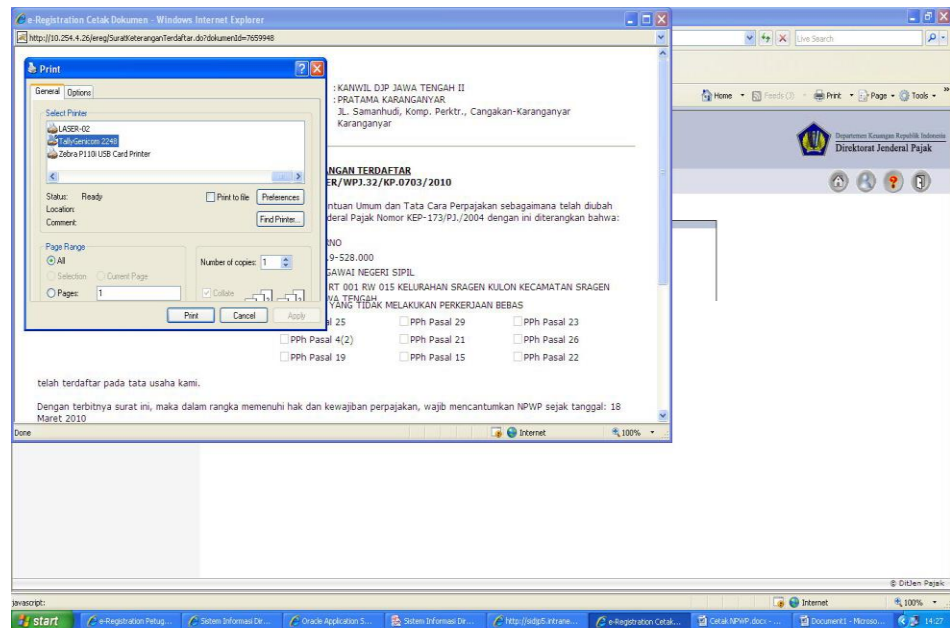 e-Registration Cetak Dokumen - Windows Internet Explorer
http://10.254.4.26/ereg/SuratKeteranganTerdaftar.do?dokumenId=7659948
Live Search
Home
Feeds (J)
Print
Page
Tools
Departemen Keuangan Republik Indonesia
Direktorat Jenderal Pajak
Print
General
Options
Select Printer
LASER-02
TallyGenicom 2248
Zebra P110i USB Card Printer
Status: Ready
Location:
Comment:
Print to file
Preferences
Find Printer...
Page Range
All
Selection
Current Page
Pages: 1
Number of copies: 1
Collate
Print
Cancel
Apply
: KANWIL DJP JAWA TENGAH II
: PRATAMA KARANGANYAR
JL. Samanhudi, Komp. Perktr., Cangakan-Karanganyar
Karanganyar
NGAN TERDAFTAR
ER/WPJ.32/KP.0703/2010
ntuan Umum dan Tata Cara Perpajakan sebagaimana telah diubah
deral Pajak Nomor KEP-173/PJ./2004 dengan ini diterangkan bahwa:
RNO
9-528.000
GAWAI NEGERI SIPIL
RT 001 RW 015 KELURAHAN SRAGEN KULON KECAMATAN SRAGEN
WA TENGAH
YANG TIDAK MELAKUKAN PERKERJAAN BEBAS
al 25
PPh Pasal 29
PPh Pasal 23
PPh Pasal 4(2)
PPh Pasal 21
PPh Pasal 26
PPh Pasal 19
PPh Pasal 15
PPh Pasal 22
telah terdaftar pada tata usaha kami.
Dengan terbitnya surat ini, maka dalam rangka memenuhi hak dan kewajiban perpajakan, wajib mencantumkan NPWP sejak tanggal: 18
Maret 2010
Done
Internet
100%
© DitJen Pajak
javascript:
Internet
100%
start
e-Registration Petug...
Sistem Informasi Dir...
Oracle Application S...
Sistem Informasi Dir...
http://sidjp5.intrane...
e-Registration Cetak...
Cetak NPWP.docx - ...
Document1 - Microso...
14:27